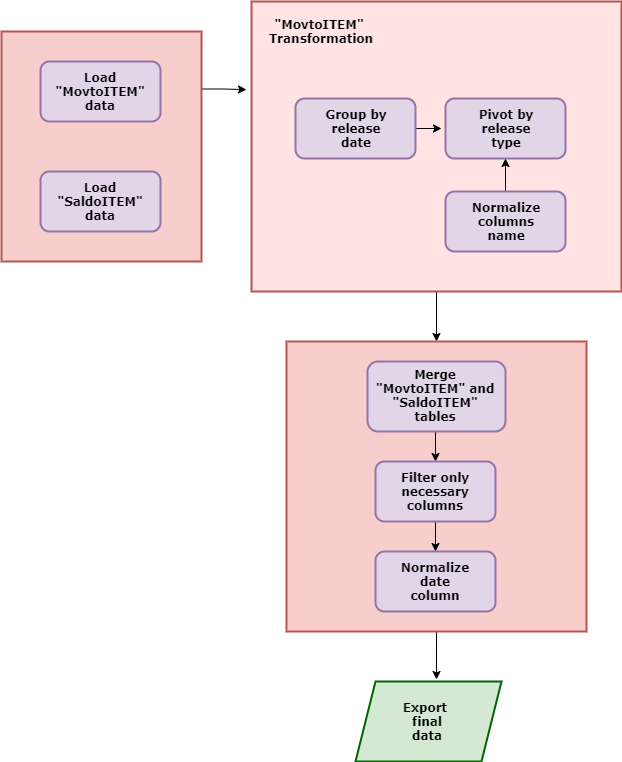 "MovtoITEM"
Transformation
Load
"MovtoITEM"
data
Group by
release
date
Pivot by
release
type
Load
"SaldoITEM"
data
Normalize
columns
name
Merge
"MovtoITEM" and
"SaldoITEM"
tables
Filter only
necessary
columns
Normalize
date
column
Export
final
data